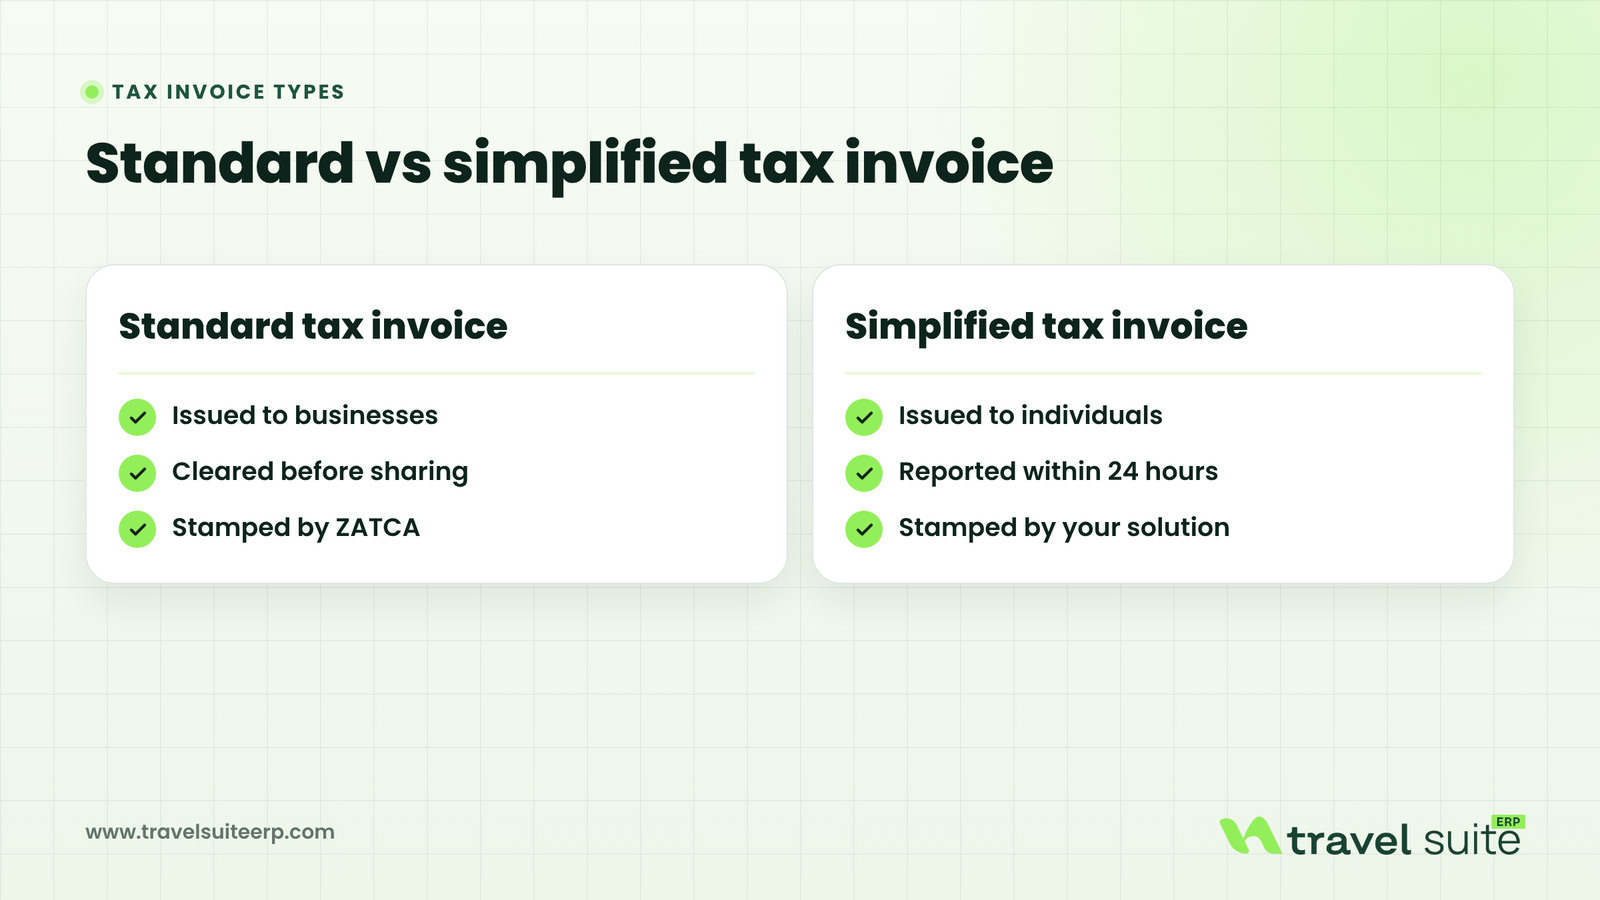 TAX INVOICE TYPES
Standard vs simplified tax invoice
Standard tax invoice
Issued to businesses
Cleared before sharing
Stamped by ZATCA
Simplified tax invoice
Issued to individuals
Reported within 24 hours
Stamped by your solution
www.travelsuiteerp.com
travel suite ERP